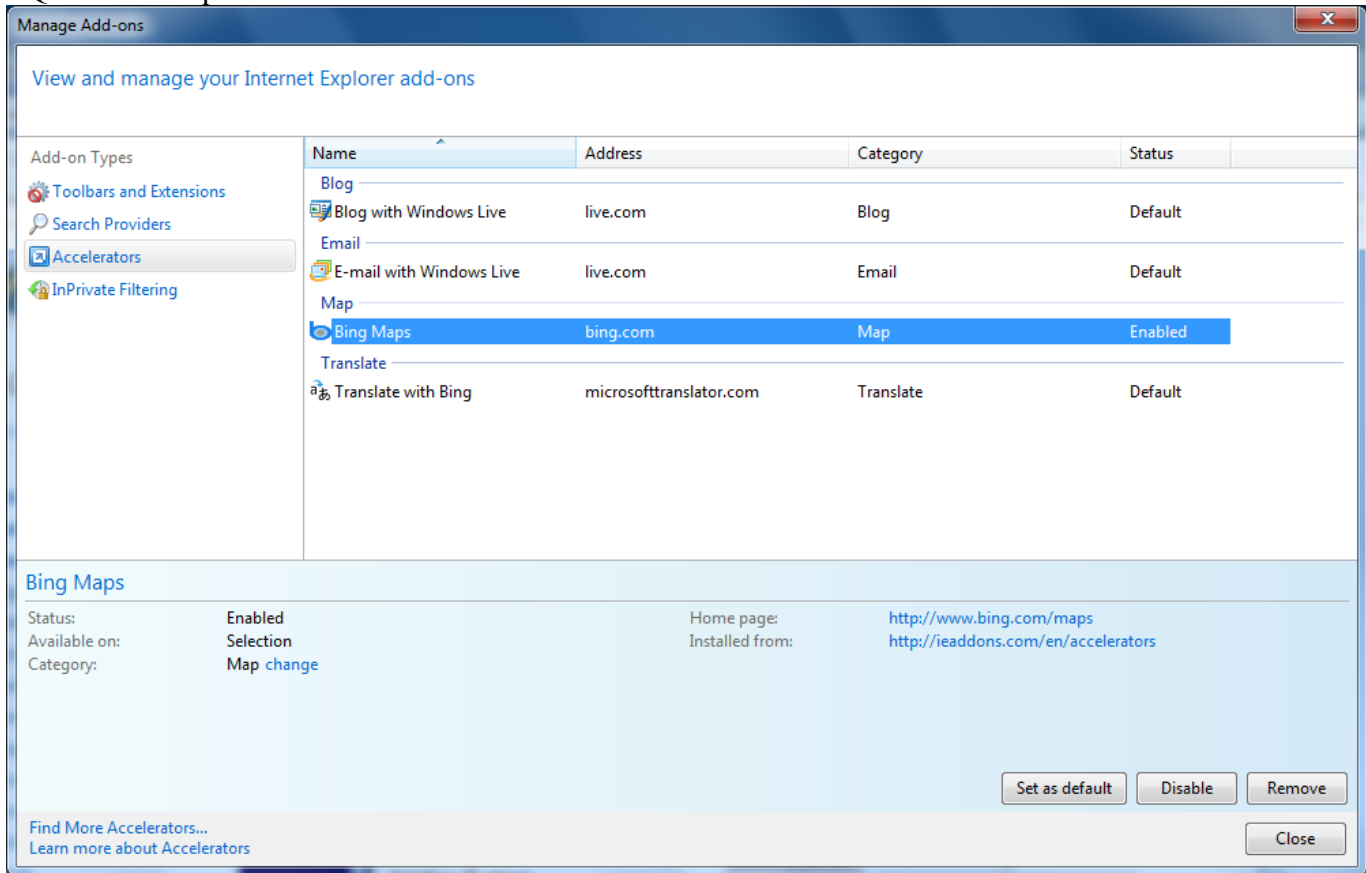 Manage Add-ons
View and manage your Internet Explorer add-ons
Add-on Types
Toolbars and Extensions
Search Providers
Accelerators
InPrivate Filtering
Name Address Category Status
Blog
Blog with Windows Live live.com Blog Default
Email
E-mail with Windows Live live.com Email Default
Map
Bing Maps bing.com Map Enabled
Translate
Translate with Bing microsofttranslator.com Translate Default
Bing Maps
Status: Enabled Home page: http://www.bing.com/maps
Available on: Selection Installed from: http://ieaddons.com/en/accelerators
Category: Map change
Set as default Disable Remove
Find More Accelerators...
Learn more about Accelerators
Close